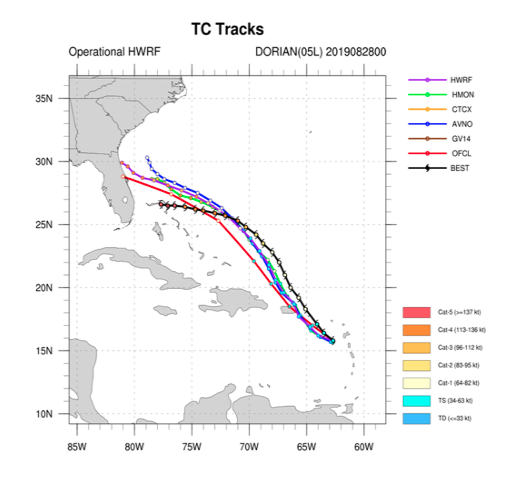 TC Tracks
Operational HWRF
DORIAN(05L) 2019082800
35N
30N
25N
20N
15N
10N
85W
80W
75W
70W
65W
60W
HWRF
HMON
CTCX
AVNO
GV14
OFCL
BEST
Cat-5 (>=137 kt)
Cat-4 (113-136 kt)
Cat-3 (96-112 kt)
Cat-2 (83-95 kt)
Cat-1 (64-82 kt)
TS (34-63 kt)
TD (<=33 kt)